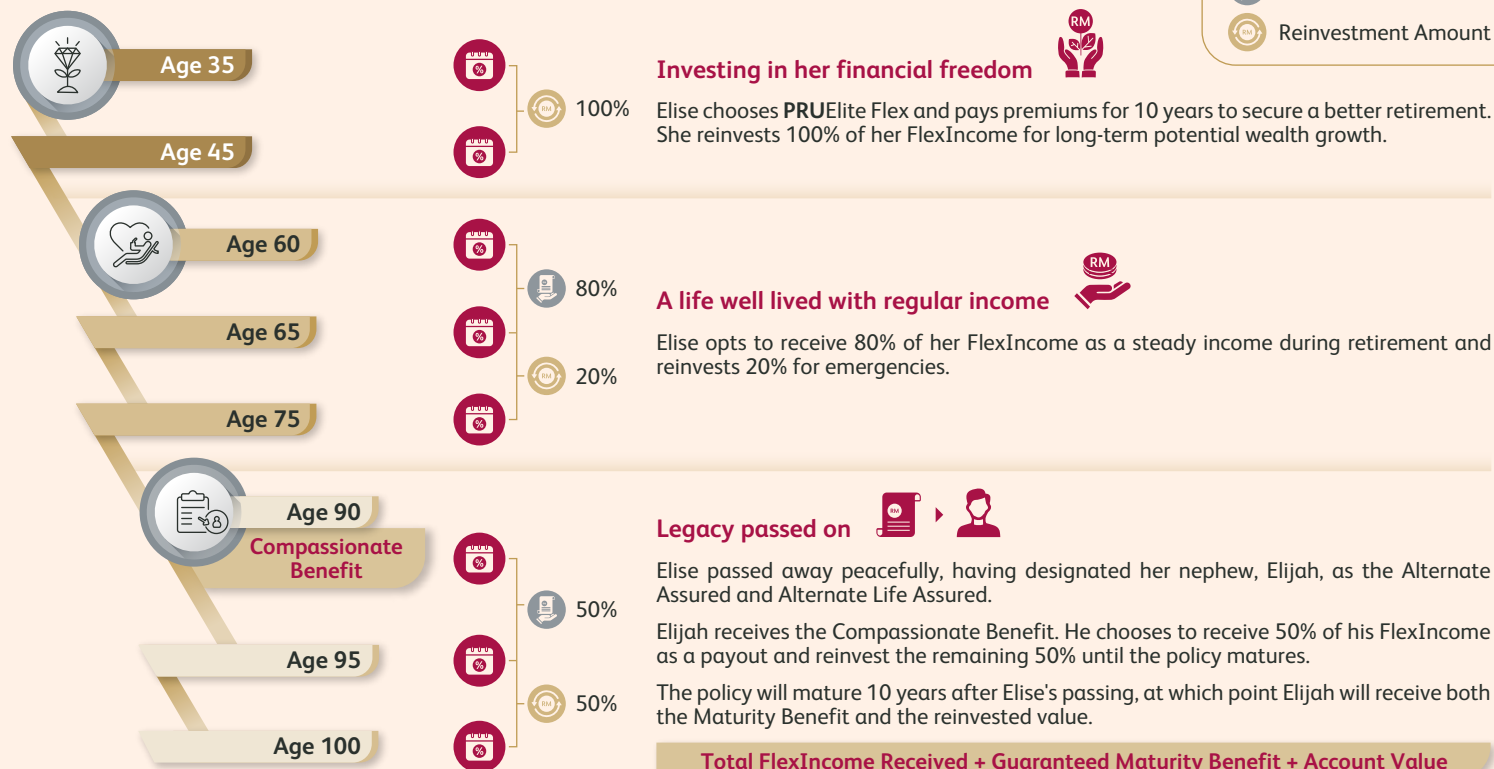 Reinvestment Amount
Age 35
Age 45
100%
RM
Investing in her financial freedom
Elise chooses PRUElite Flex and pays premiums for 10 years to secure a better retirement.
She reinvests 100% of her FlexIncome for long-term potential wealth growth.
Age 60
Age 65
Age 75
80%
20%
A life well lived with regular income
RM
Elise opts to receive 80% of her FlexIncome as a steady income during retirement and
reinvests 20% for emergencies.
Age 90
Compassionate
Benefit
Age 95
Age 100
50%
50%
Legacy passed on
RM
Elise passed away peacefully, having designated her nephew, Elijah, as the Alternate
Assured and Alternate Life Assured.
Elijah receives the Compassionate Benefit. He chooses to receive 50% of his FlexIncome
as a payout and reinvest the remaining 50% until the policy matures.
The policy will mature 10 years after Elise's passing, at which point Elijah will receive both
the Maturity Benefit and the reinvested value.
Total FlexIncome Received + Guaranteed Maturity Benefit + Account Value